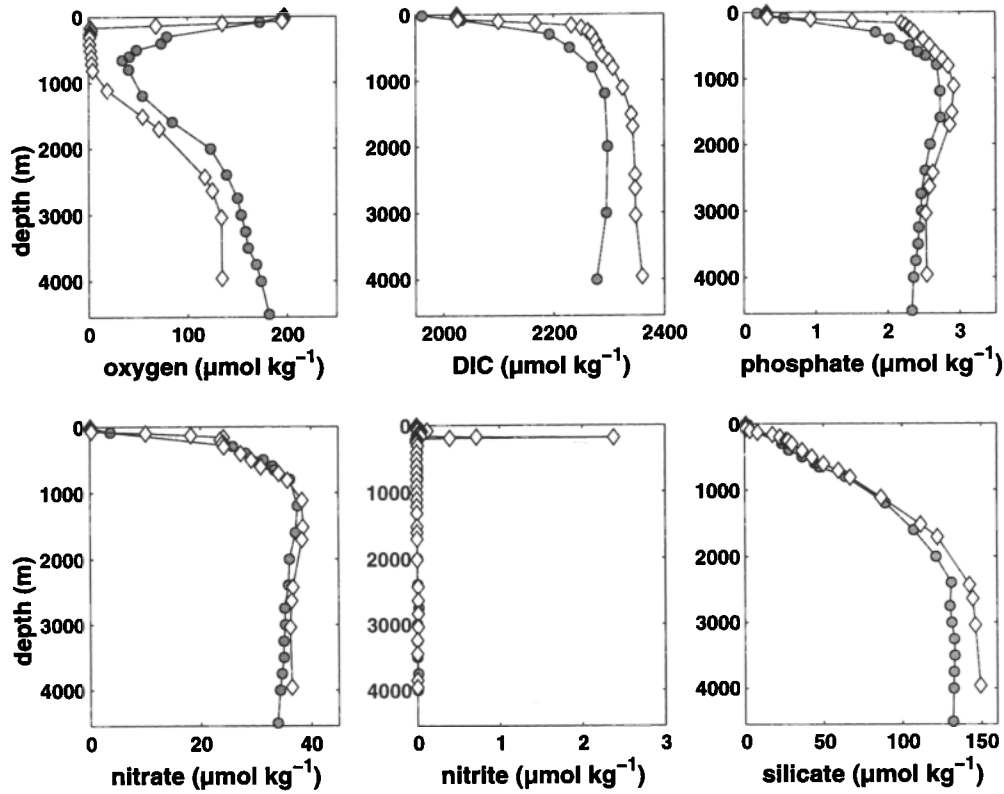 0
1000
2000
3000
4000
depth (m)
0 100 200
oxygen (μmol kg⁻¹)
0
1000
2000
3000
4000
2000 2200 2400
DIC (μmol kg⁻¹)
0
1000
2000
3000
4000
0 1 2 3
phosphate (μmol kg⁻¹)
0
1000
2000
3000
4000
depth (m)
0 20 40
nitrate (μmol kg⁻¹)
0
1000
2000
3000
4000
0 1 2 3
nitrite (μmol kg⁻¹)
0
1000
2000
3000
4000
0 50 100 150
silicate (μmol kg⁻¹)